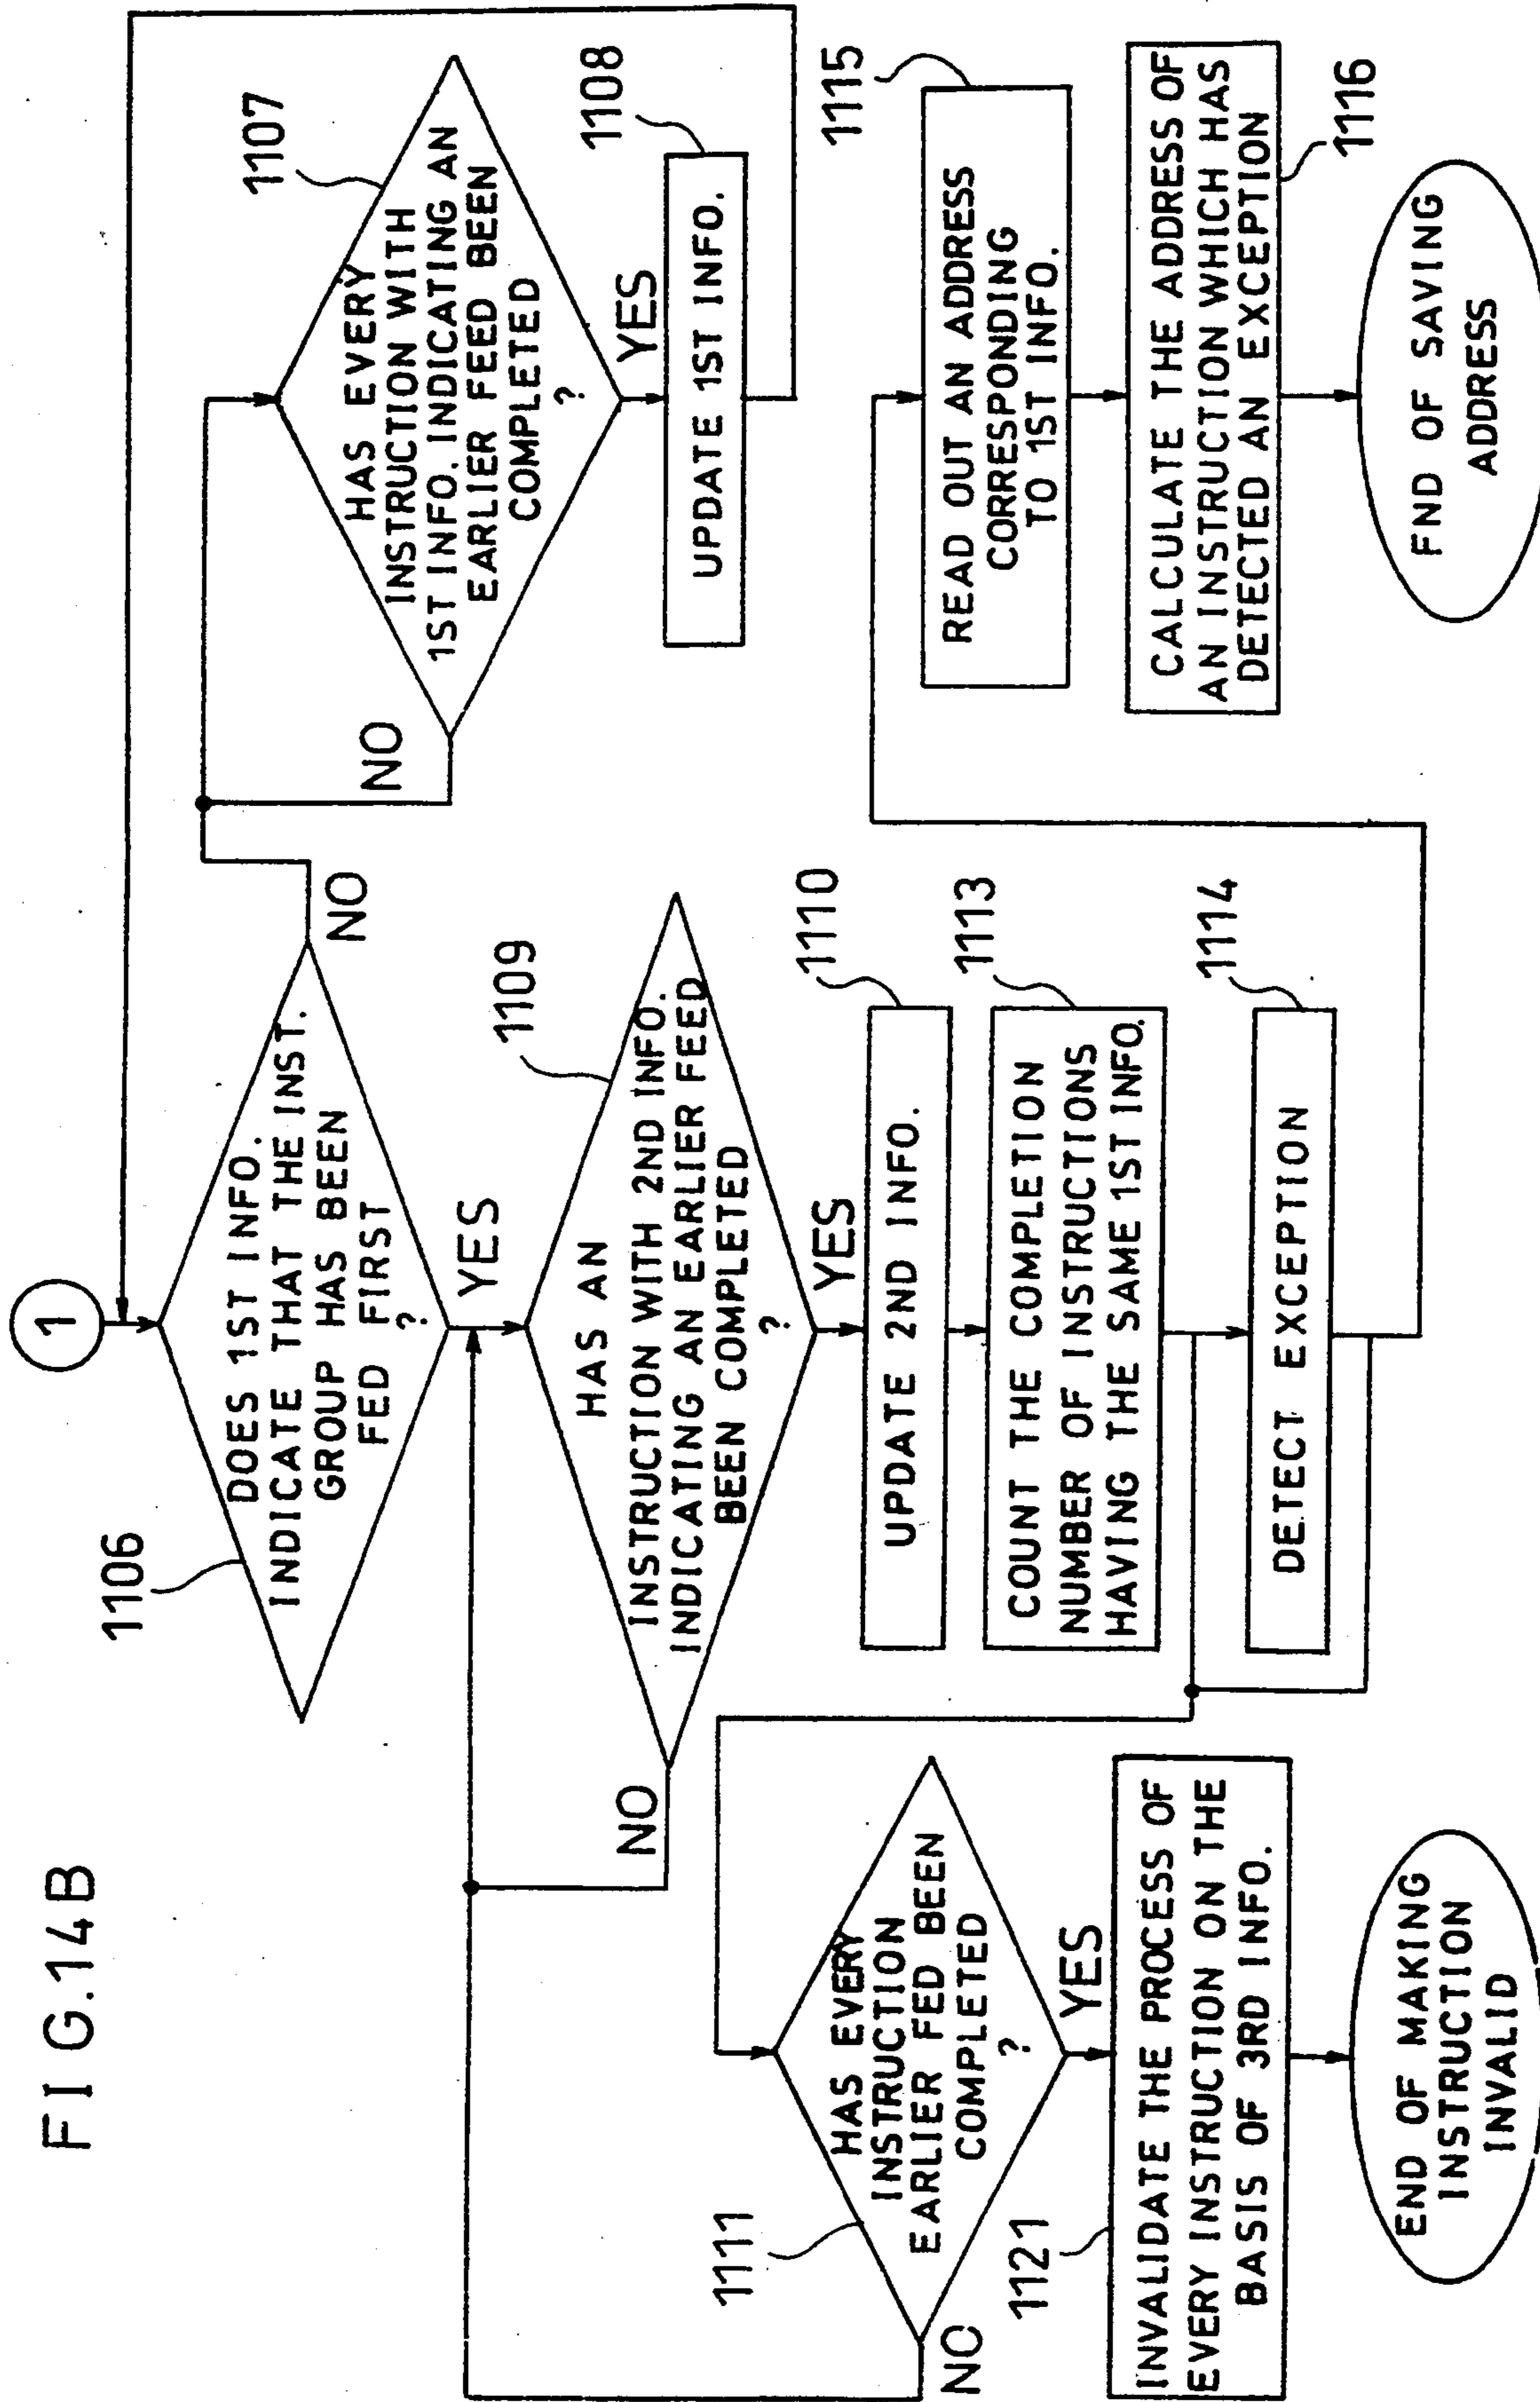 FIG.14B
1
1106
DOES 1ST INFO.
INDICATE THAT THE INST.
GROUP HAS BEEN
FED FIRST
?
NO
YES
1107
HAS EVERY
INSTRUCTION WITH
1ST INFO. INDICATING AN
EARLIER FEED BEEN
COMPLETED
?
NO
YES
1108
UPDATE 1ST INFO.
1109
HAS AN
INSTRUCTION WITH 2ND INFO.
INDICATING AN EARLIER FEED
BEEN COMPLETED
?
NO
YES
1110
UPDATE 2ND INFO.
1113
COUNT THE COMPLETION
NUMBER OF INSTRUCTIONS
HAVING THE SAME 1ST INFO.
1114
DETECT EXCEPTION
1111
HAS EVERY
INSTRUCTION
EARLIER FED BEEN
COMPLETED
?
NO
YES
1121
INVALIDATE THE PROCESS OF
EVERY INSTRUCTION ON THE
BASIS OF 3RD INFO.
END OF MAKING
INSTRUCTION
INVALID
1115
READ OUT AN ADDRESS
CORRESPONDING
TO 1ST INFO.
1116
CALCULATE THE ADDRESS OF
AN INSTRUCTION WHICH HAS
DETECTED AN EXCEPTION
END OF SAVING
ADDRESS